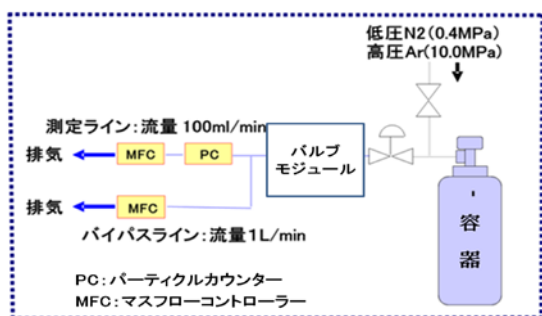 低圧N2(0.4MPa)
高圧Ar(10.0MPa)
測定ライン:流量 100ml/min
排気
MFC
PC
バルブ
モジュール
排気
MFC
バイパスライン:流量1L/min
容
器
PC:パーティクルカウンター
MFC:マスフローコントローラー